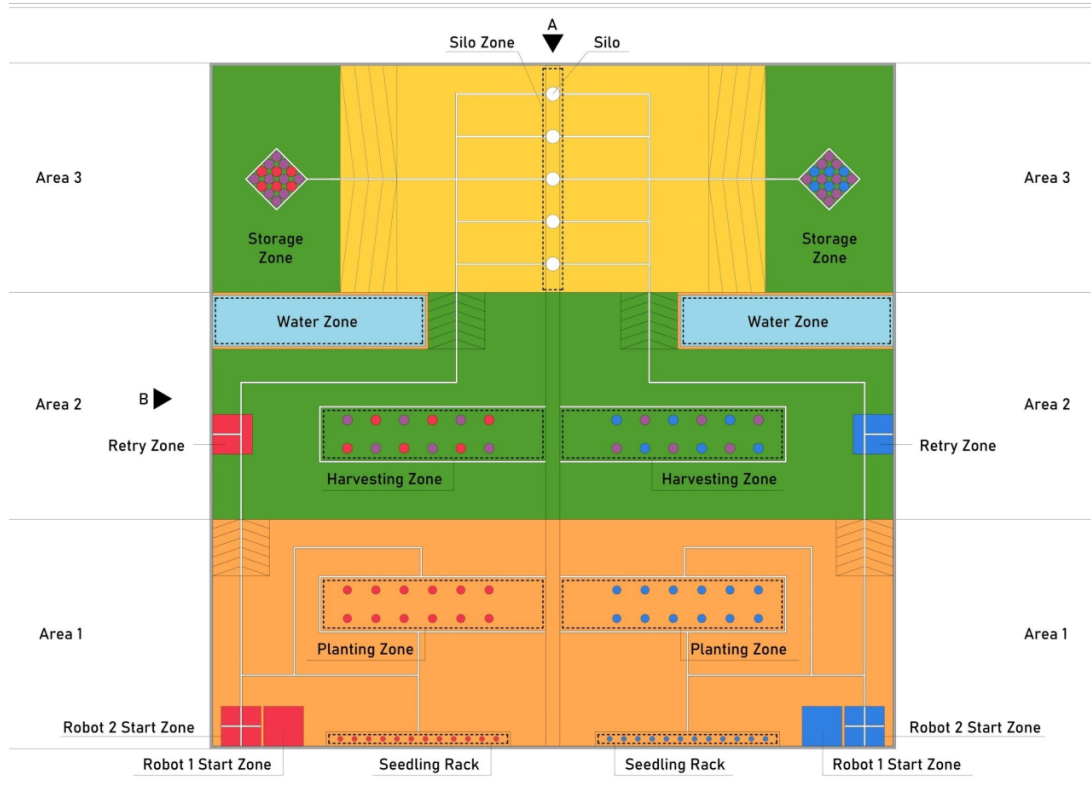 A
Silo Zone
Silo
Area 3
Area 3
Storage
Zone
Storage
Zone
Water Zone
Water Zone
Area 2
B
Area 2
Retry Zone
Retry Zone
Harvesting Zone
Harvesting Zone
Area 1
Area 1
Planting Zone
Planting Zone
Robot 2 Start Zone
Robot 2 Start Zone
Robot 1 Start Zone
Seedling Rack
Seedling Rack
Robot 1 Start Zone